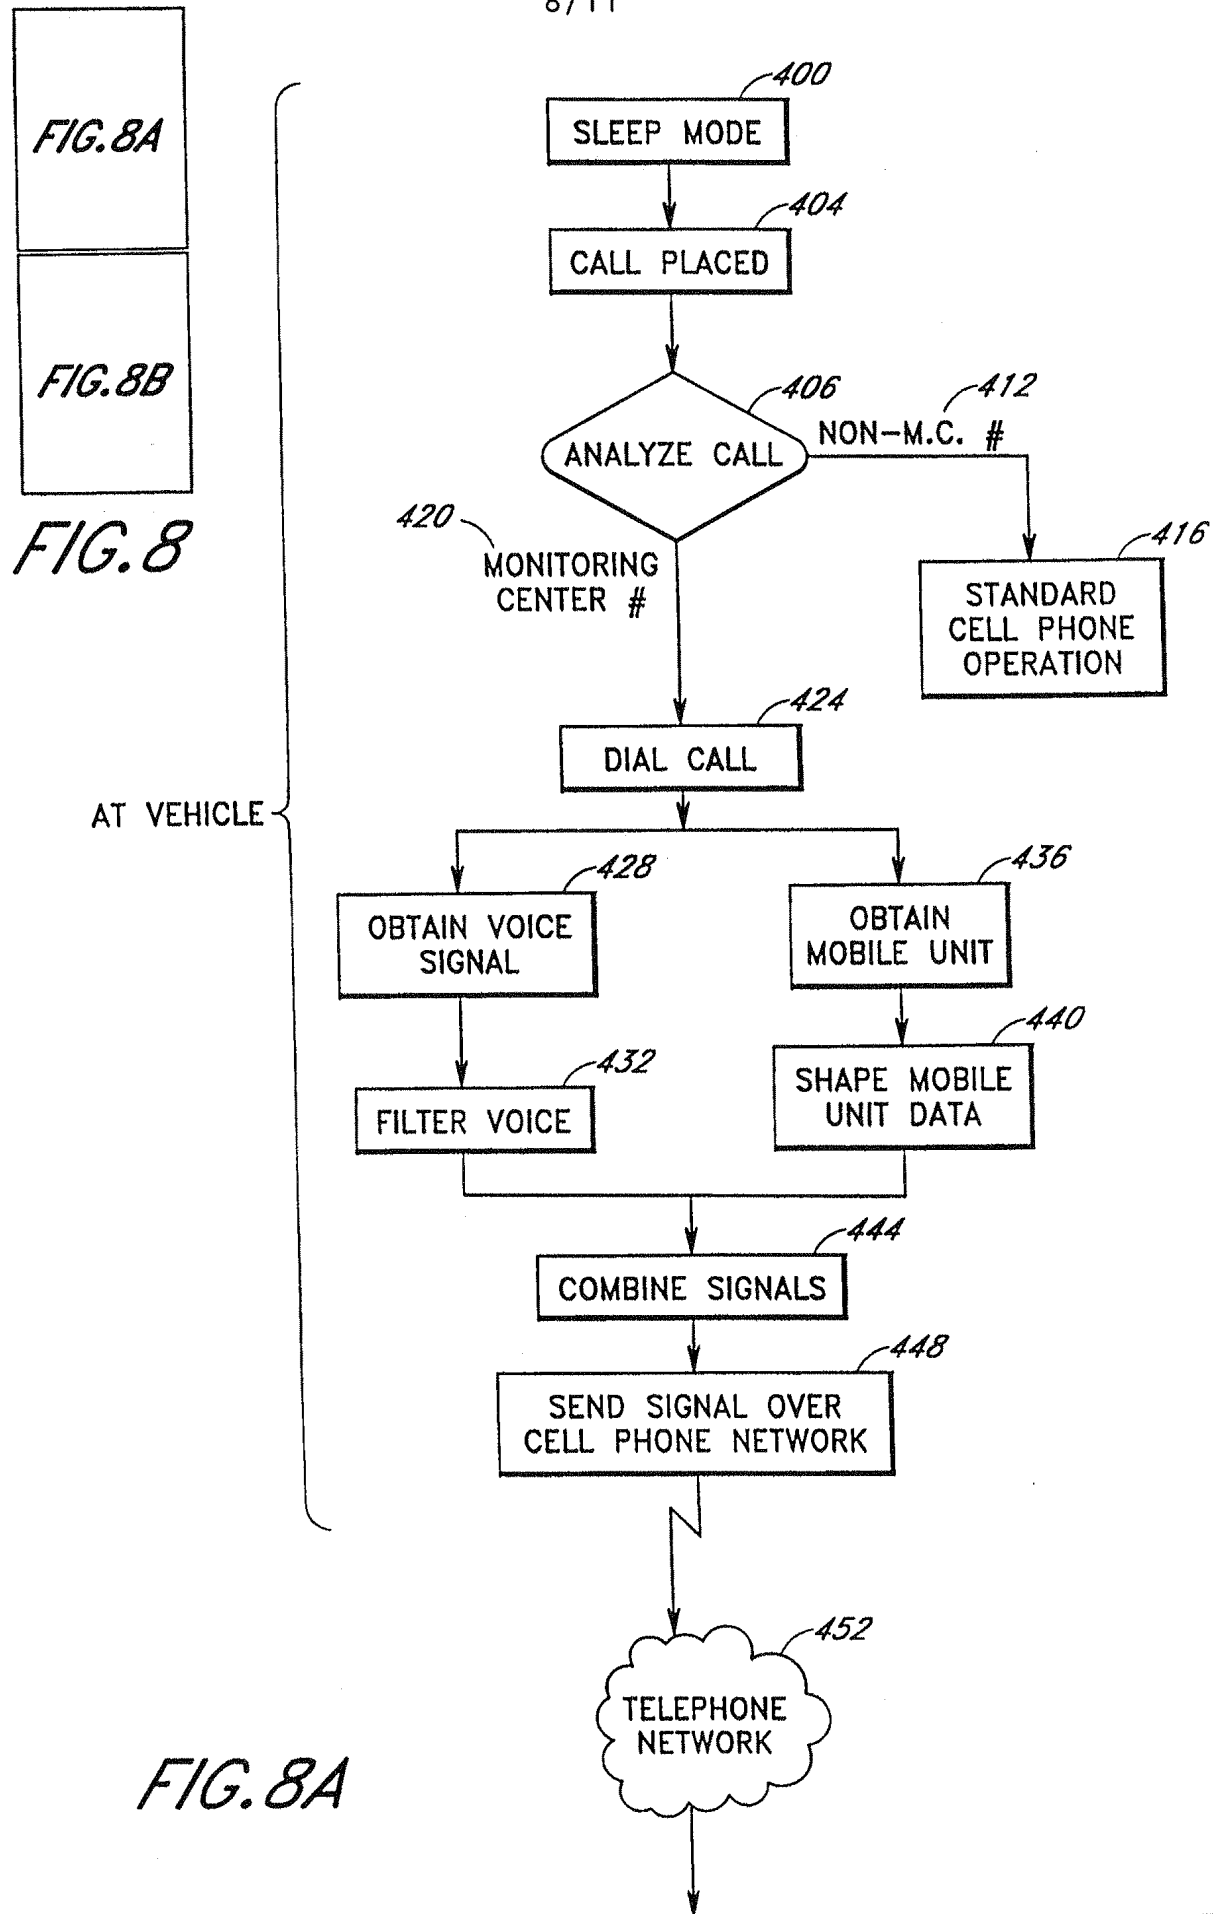 8/11
FIG.8A
FIG.8B
FIG.8
400
SLEEP MODE
404
CALL PLACED
406
ANALYZE CALL
412
NON-M.C. #
416
STANDARD
CELL PHONE
OPERATION
420
MONITORING
CENTER #
424
DIAL CALL
AT VEHICLE
428
OBTAIN VOICE
SIGNAL
436
OBTAIN
MOBILE UNIT
432
FILTER VOICE
440
SHAPE MOBILE
UNIT DATA
444
COMBINE SIGNALS
448
SEND SIGNAL OVER
CELL PHONE NETWORK
452
TELEPHONE
NETWORK
FIG.8A